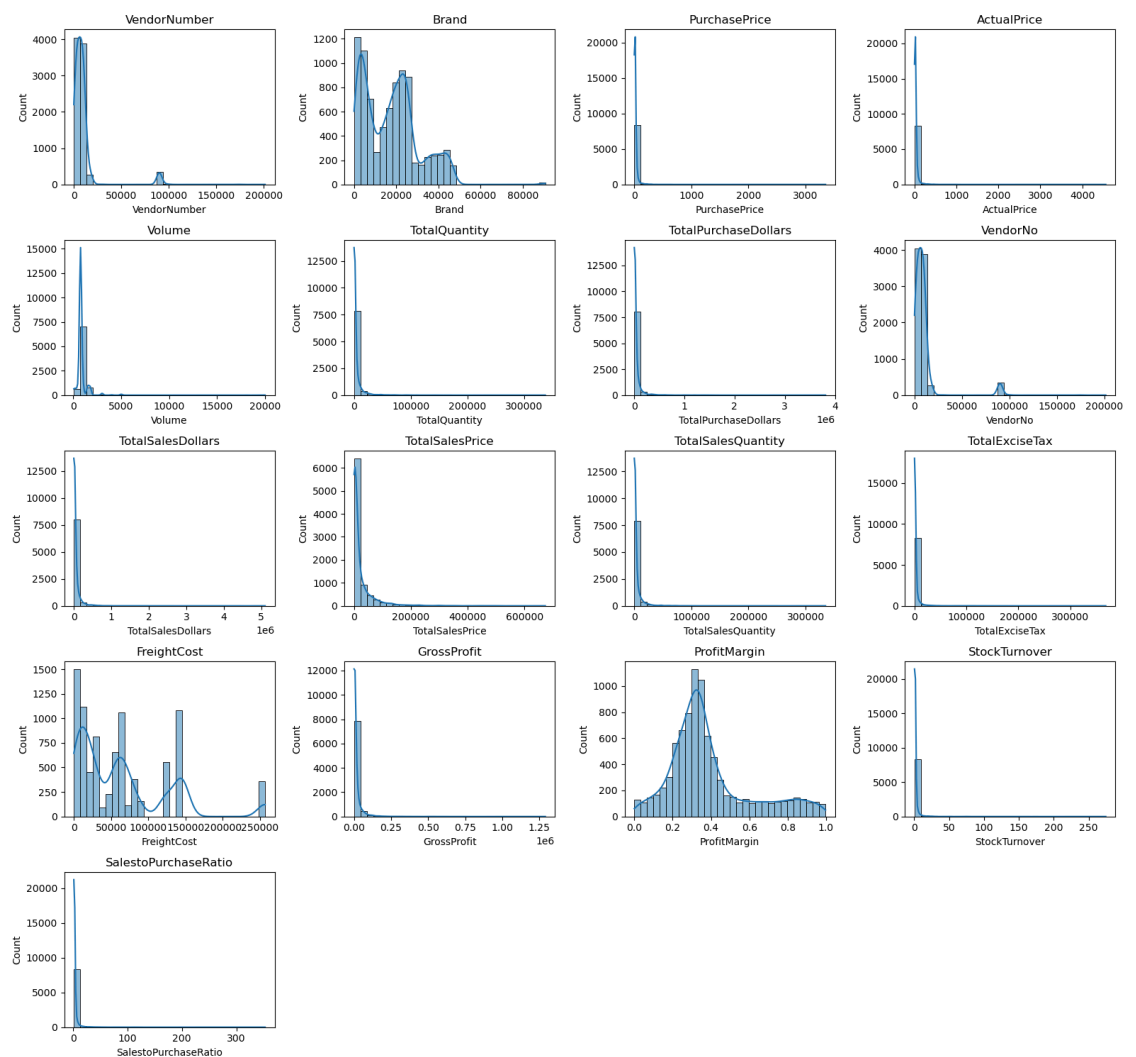 VendorNumber
4000
3000
2000
1000
0
Count
0 50000 100000 150000 200000
VendorNumber
Brand
1200
1000
800
600
400
200
0
Count
0 20000 40000 60000 80000
Brand
PurchasePrice
20000
15000
10000
5000
0
Count
0 1000 2000 3000
PurchasePrice
ActualPrice
20000
15000
10000
5000
0
Count
0 1000 2000 3000 4000
ActualPrice
Volume
15000
12500
10000
7500
5000
2500
0
Count
0 5000 10000 15000 20000
Volume
TotalQuantity
12500
10000
7500
5000
2500
0
Count
0 100000 200000 300000
TotalQuantity
TotalPurchaseDollars
12500
10000
7500
5000
2500
0
Count
0 1 2 3 4
1e6
TotalPurchaseDollars
VendorNo
4000
3000
2000
1000
0
Count
0 50000 100000 150000 200000
VendorNo
TotalSalesDollars
12500
10000
7500
5000
2500
0
Count
0 1 2 3 4 5
1e6
TotalSalesDollars
TotalSalesPrice
6000
5000
4000
3000
2000
1000
0
Count
0 200000 400000 600000
TotalSalesPrice
TotalSalesQuantity
12500
10000
7500
5000
2500
0
Count
0 100000 200000 300000
TotalSalesQuantity
TotalExciseTax
15000
10000
5000
0
Count
0 100000 200000 300000
TotalExciseTax
FreightCost
1500
1250
1000
750
500
250
0
Count
0 50000 100000 150000 200000 250000
FreightCost
GrossProfit
12000
10000
8000
6000
4000
2000
0
Count
0.00 0.25 0.50 0.75 1.00 1.25
1e6
GrossProfit
ProfitMargin
1000
800
600
400
200
0
Count
0.0 0.2 0.4 0.6 0.8 1.0
ProfitMargin
StockTurnover
20000
15000
10000
5000
0
Count
0 50 100 150 200 250
StockTurnover
SalestoPurchaseRatio
20000
15000
10000
5000
0
Count
0 100 200 300
SalestoPurchaseRatio